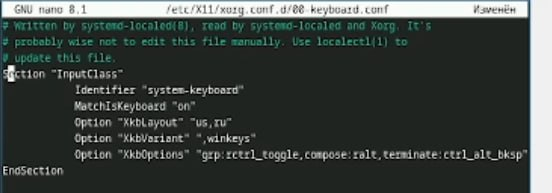 GNU nano 8.1 /etc/X11/xorg.conf.d/00-keyboard.conf Изменён
# Written by systemd-localed(8), read by systemd-localed and Xorg. It's
# probably wise not to edit this file manually. Use localectl(1) to
# update this file.
Section "InputClass"
Identifier "system-keyboard"
MatchIsKeyboard "on"
Option "XkbLayout" "us,ru"
Option "XkbVariant" ",winkeys"
Option "XkbOptions" "grp:rctrl_toggle,compose:ralt,terminate:ctrl_alt_bksp"
EndSection